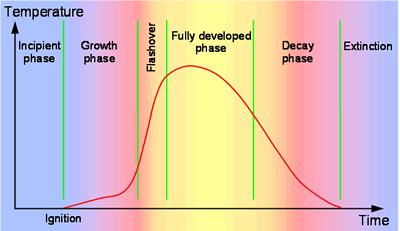 Temperature
Incipient phase
Growth phase
Flashover
Fully developed phase
Decay phase
Extinction
Ignition
Time